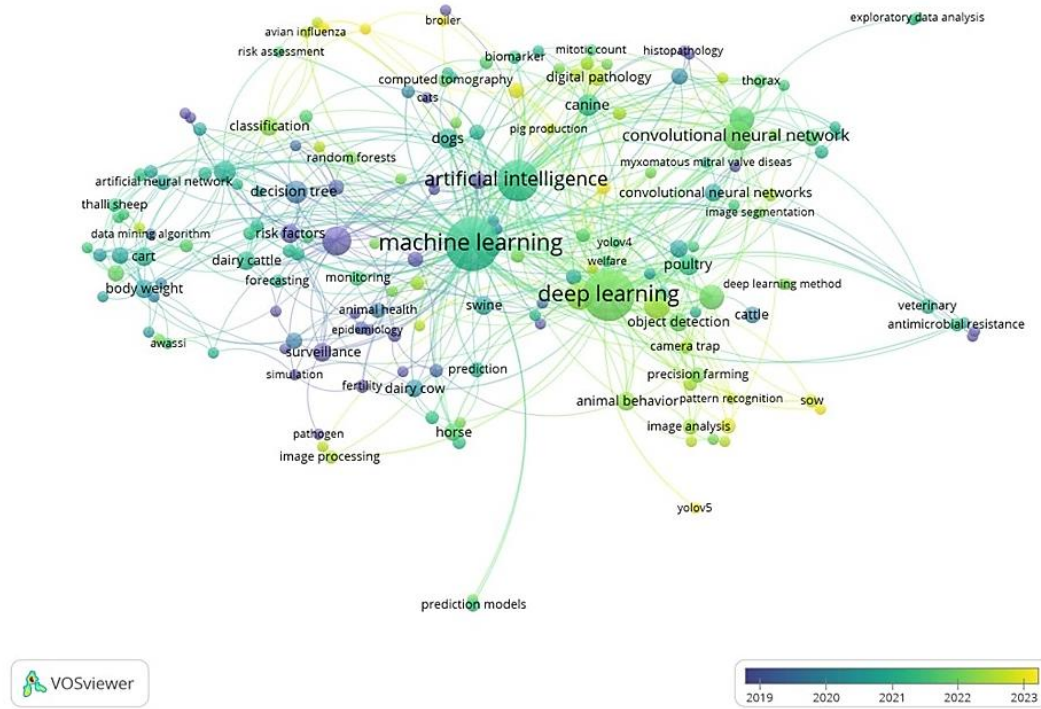 broiler
exploratory data analysis
avian influenza
risk assessment
mitotic count
histopathology
biomarker
computed tomography
digital pathology
thorax
cats
canine
classification
dogs
pig production
convolutional neural network
random forests
myxomatous mitral valve diseas
artificial neural network
decision tree
artificial intelligence
convolutional neural networks
thalli sheep
image segmentation
data mining algorithm
risk factors
machine learning
yolov4
cart
dairy cattle
welfare
poultry
body weight
forecasting
monitoring
deep learning
deep learning method
swine
veterinary
animal health
object detection
cattle
antimicrobial resistance
epidemiology
awassi
surveillance
camera trap
simulation
prediction
precision farming
fertility
dairy cow
animal behavior
pattern recognition
sow
pathogen
horse
image analysis
image processing
yolov5
prediction models
VOSviewer
2019 2020 2021 2022 2023